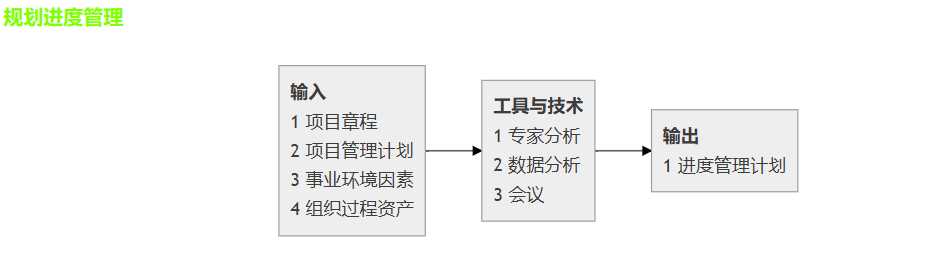 规划进度管理
输入
1 项目章程
2 项目管理计划
3 事业环境因素
4 组织过程资产
工具与技术
1 专家分析
2 数据分析
3 会议
输出
1 进度管理计划